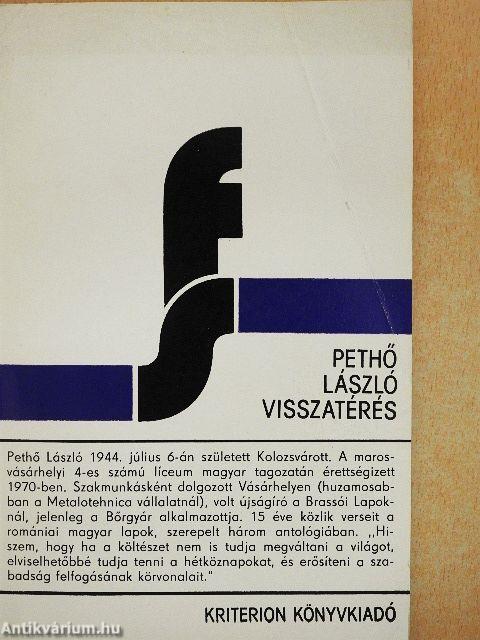 PETHŐ
LÁSZLÓ
VISSZATÉRÉS
Pethő László 1944. július 6-án született Kolozsvárott. A maros-
vásárhelyi 4-es számú líceum magyar tagozatán érettségizett
1970-ben. Szakmunkásként dolgozott Vásárhelyen (huzamosab-
ban a Metalotehnica vállalatnál), volt újságíró a Brassói Lapok-
nál, jelenleg a Bőrgyár alkalmazottja. 15 éve közlik verseit a
romániai magyar lapok, szerepelt három antológiában. „Hi-
szem, hogy ha a költészet nem is tudja megváltani a világot,
elviselhetőbbé tudja tenni a hétköznapokat, és erősíteni a sza-
badság felfogásának körvonalait."
KRITERION KÖNYVKIADÓ
Antikvárium.hu